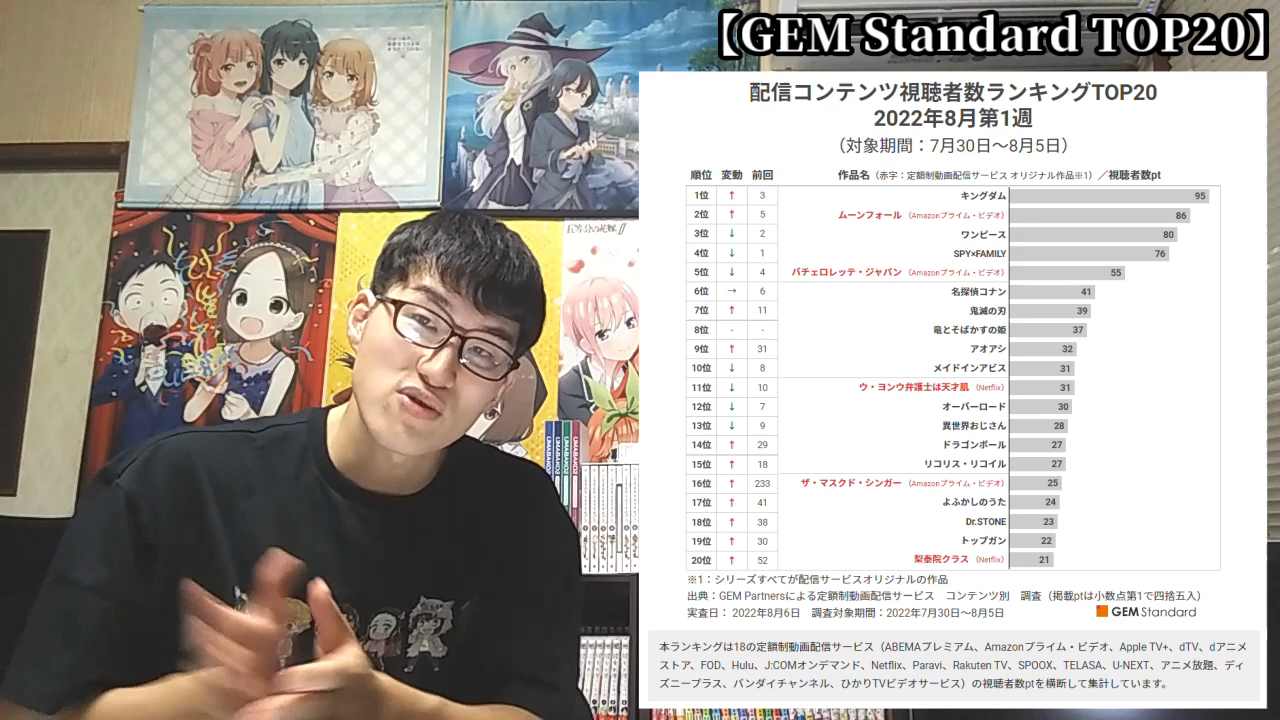 【GEM Standard TOP20】
配信コンテンツ視聴者数ランキングTOP20
2022年8月第1週
（対象期間：7月30日～8月5日）
順位 変動 前回 作品名（赤字：定額制動画配信サービス オリジナル作品※1）／視聴者数pt
1位 ↑ 3 キングダム 95
2位 ↑ 5 ムーンフォール （Amazonプライム・ビデオ） 86
3位 ↓ 2 ワンピース 80
4位 ↓ 1 SPY×FAMILY 76
5位 ↓ 4 バチェロレッテ・ジャパン （Amazonプライム・ビデオ） 55
6位 → 6 名探偵コナン 41
7位 ↑ 11 鬼滅の刃 39
8位 - - 竜とそばかすの姫 37
9位 ↑ 31 アオアシ 32
10位 ↓ 8 メイドインアビス 31
11位 ↓ 10 ウ・ヨンウ弁護士は天才肌 （Netflix） 31
12位 ↓ 7 オーバーロード 30
13位 ↓ 9 異世界おじさん 28
14位 ↑ 29 ドラゴンボール 27
15位 ↑ 18 リコリス・リコイル 27
16位 ↑ 233 ザ・マスクド・シンガー （Amazonプライム・ビデオ） 25
17位 ↑ 41 よふかしのうた 24
18位 ↑ 38 Dr.STONE 23
19位 ↑ 30 トップガン 22
20位 ↑ 52 梨泰院クラス （Netflix） 21
※1：シリーズすべてが配信サービスオリジナルの作品
出典：GEM Partnersによる定額制動画配信サービス コンテンツ別 調査（掲載ptは小数点第1で四捨五入）
実査日： 2022年8月6日 調査対象期間：2022年7月30日～8月5日
GEM Standard
本ランキングは18の定額制動画配信サービス（ABEMAプレミアム、Amazonプライム・ビデオ、Apple TV+、dTV、dアニメ
ストア、FOD、Hulu、J:COMオンデマンド、Netflix、Paravi、Rakuten TV、SPOOX、TELASA、U-NEXT、アニメ放題、ディ
ズニープラス、バンダイチャンネル、ひかりTVビデオサービス）の視聴者数ptを横断して集計しています。
五等分の花嫁∬